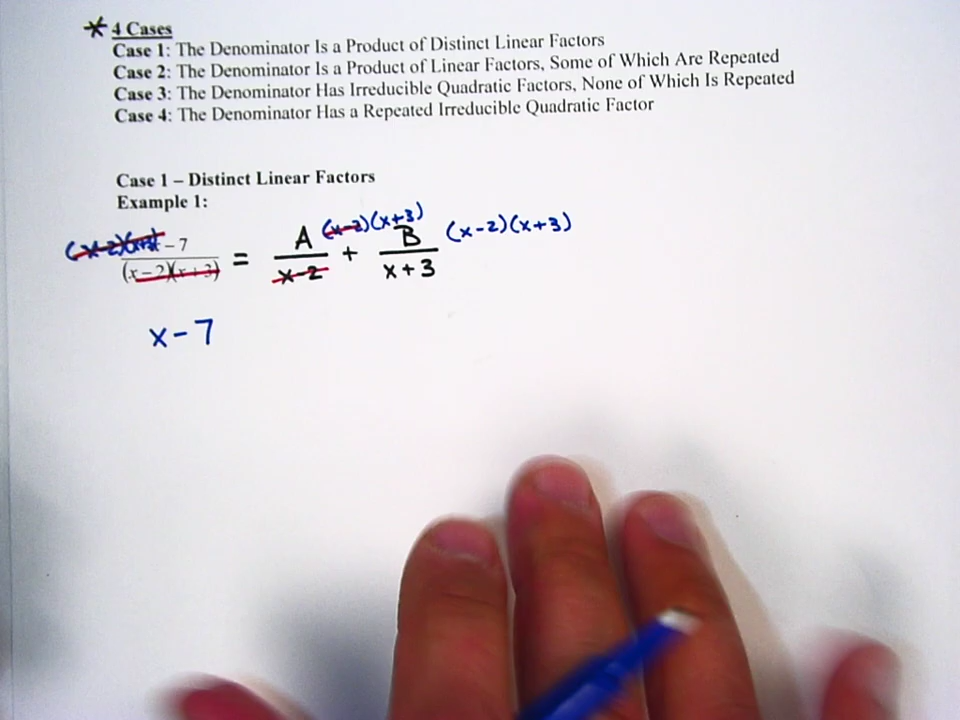 * 4 Cases
Case 1: The Denominator Is a Product of Distinct Linear Factors
Case 2: The Denominator Is a Product of Linear Factors, Some of Which Are Repeated
Case 3: The Denominator Has Irreducible Quadratic Factors, None of Which Is Repeated
Case 4: The Denominator Has a Repeated Irreducible Quadratic Factor
Case 1 – Distinct Linear Factors
Example 1:
(x-2)(x+3) - 7 = A (x-2)(x+3) + B (x-2)(x+3)
(x - 2)(x + 3) x-2 x+3
x-7